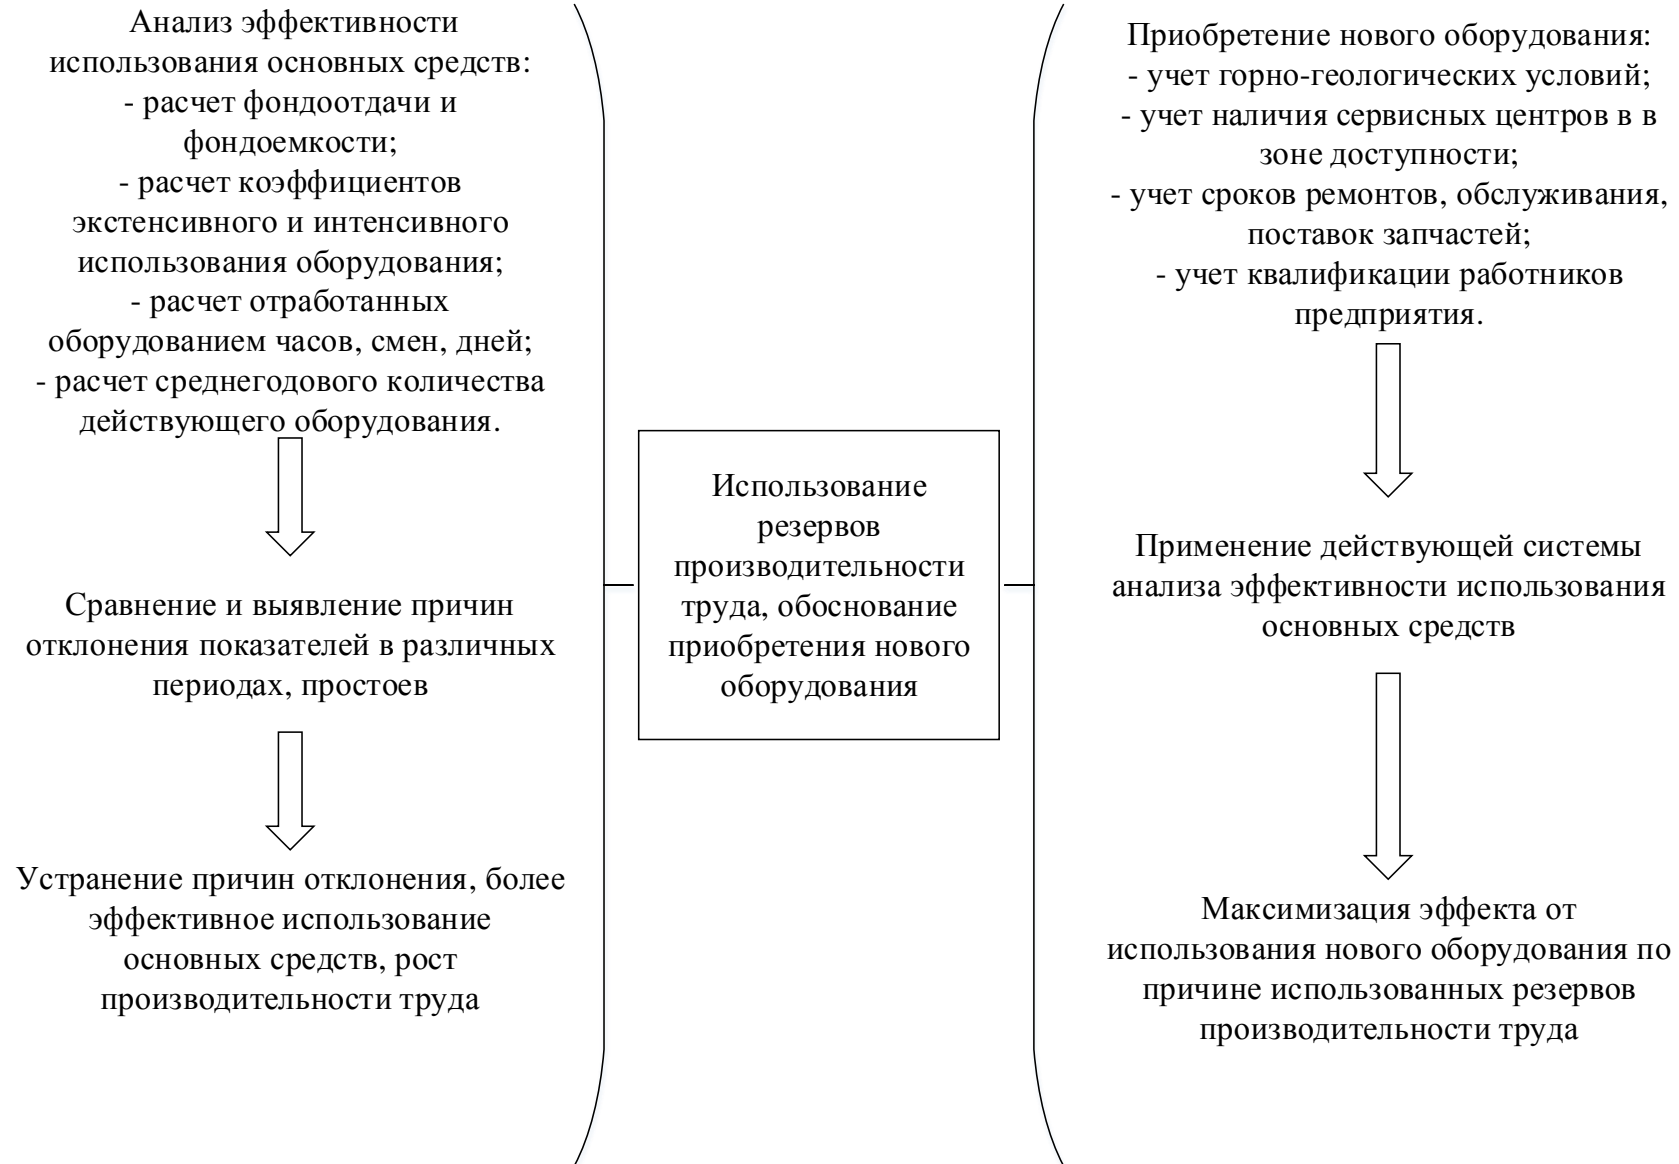 Анализ эффективности
использования основных средств:
- расчет фондоотдачи и
фондоемкости;
- расчет коэффициентов
экстенсивного и интенсивного
использования оборудования;
- расчет отработанных
оборудованием часов, смен, дней;
- расчет среднегодового количества
действующего оборудования.
Сравнение и выявление причин
отклонения показателей в различных
периодах, простоев
Устранение причин отклонения, более
эффективное использование
основных средств, рост
производительности труда
Использование
резервов
производительности
труда, обоснование
приобретения нового
оборудования
Приобретение нового оборудования:
- учет горно-геологических условий;
- учет наличия сервисных центров в в
зоне доступности;
- учет сроков ремонтов, обслуживания,
поставок запчастей;
- учет квалификации работников
предприятия.
Применение действующей системы
анализа эффективности использования
основных средств
Максимизация эффекта от
использования нового оборудования по
причине использованных резервов
производительности труда